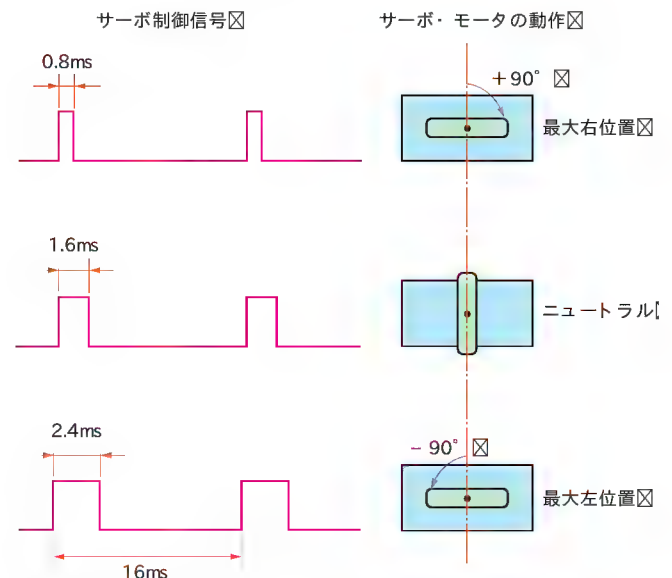 サーボ制御信号☒
サーボ・モータの動作☒
0.8ms
+90°☒
最大右位置☒
1.6ms
ニュートラル
2.4ms
−90°☒
最大左位置☒
16ms